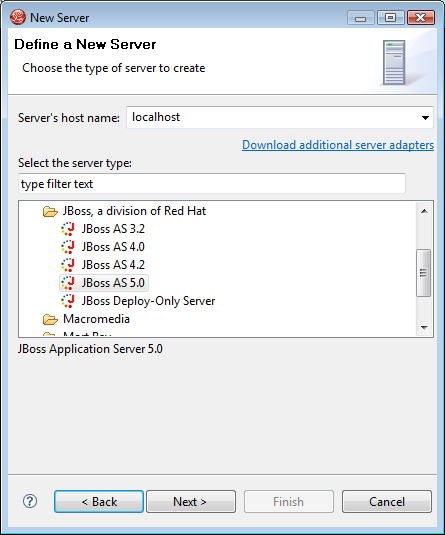 New Server
Define a New Server
Choose the type of server to create
Server's host name: localhost
Download additional server adapters
Select the server type:
type filter text
JBoss, a division of Red Hat
JBoss AS 3.2
JBoss AS 4.0
JBoss AS 4.2
JBoss AS 5.0
JBoss Deploy-Only Server
Macromedia
JBoss Application Server 5.0
? < Back Next > Finish Cancel